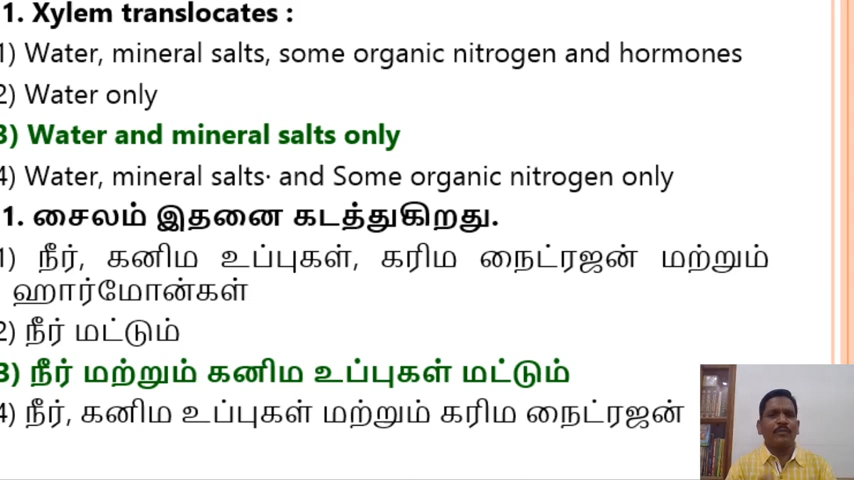 1. Xylem translocates :
1) Water, mineral salts, some organic nitrogen and hormones
2) Water only
3) Water and mineral salts only
4) Water, mineral salts· and Some organic nitrogen only
1. சைலம் இதனை கடத்துகிறது.
1) நீர், கனிம உப்புகள், கரிம நைட்ரஜன் மற்றும்
ஹார்மோன்கள்
2) நீர் மட்டும்
3) நீர் மற்றும் கனிம உப்புகள் மட்டும்
4) நீர், கனிம உப்புகள் மற்றும் கரிம நைட்ரஜன்